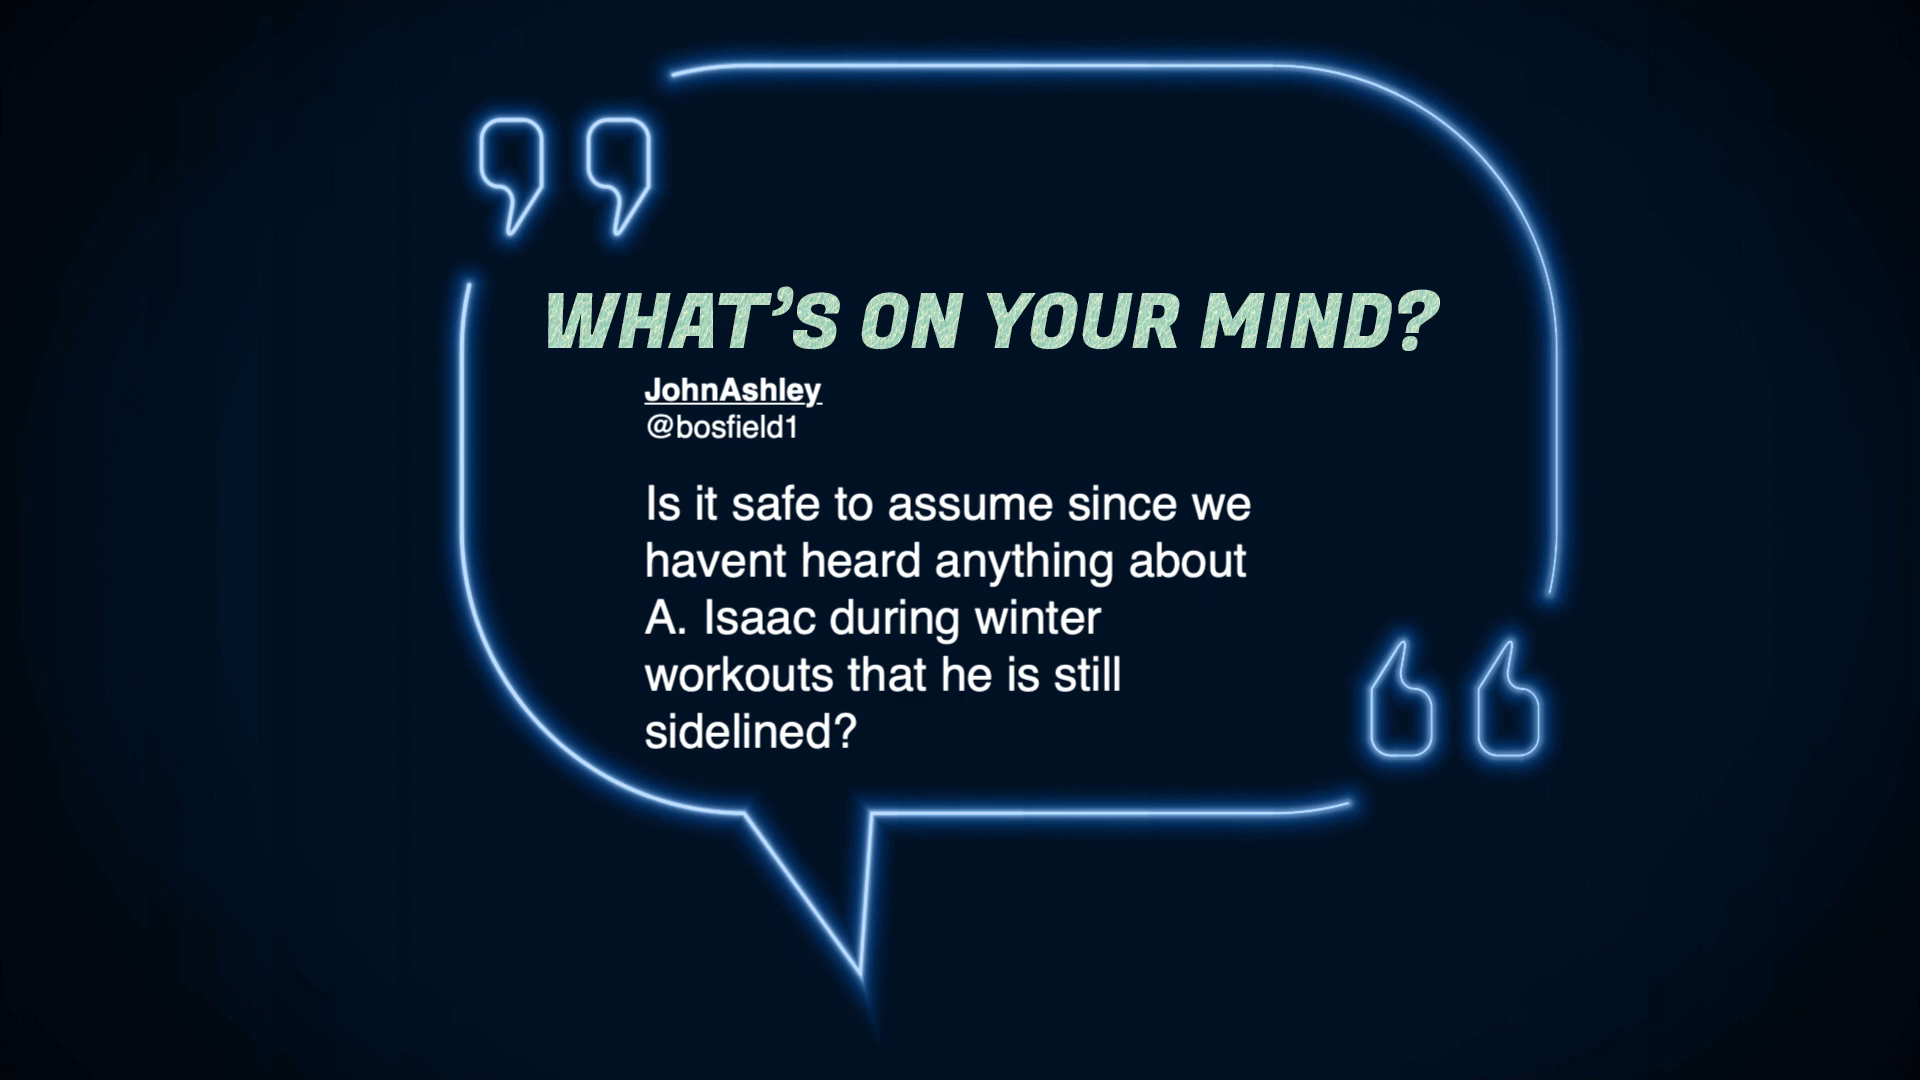 WHAT’S ON YOUR MIND?
JohnAshley
@bosfield1
Is it safe to assume since we
havent heard anything about
A. Isaac during winter
workouts that he is still
sidelined?